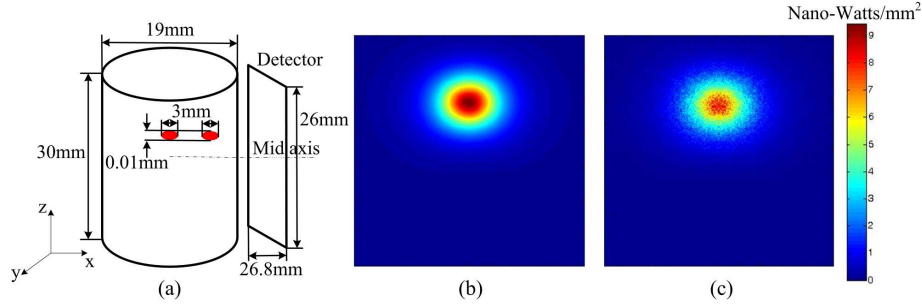 Nano-Watts/mm²
19mm
Detector
3mm
26mm
Mid axis
30mm
0.01mm
z
x
y
26.8mm
9
8
7
6
5
4
3
2
1
0
(a)
(b)
(c)